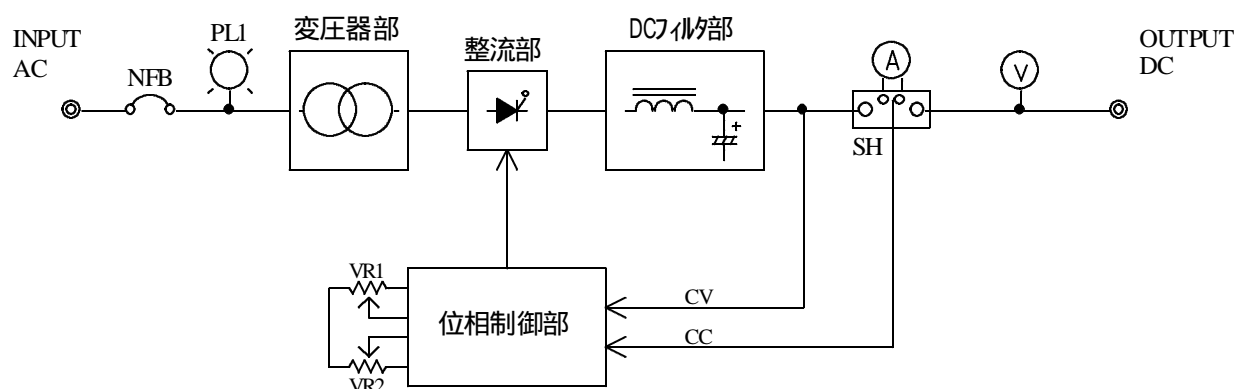 INPUT
AC
NFB
PL1
変圧器部
整流部
DCフィルタ部
A
V
OUTPUT
DC
SH
+
VR1
VR2
位相制御部
CV
CC